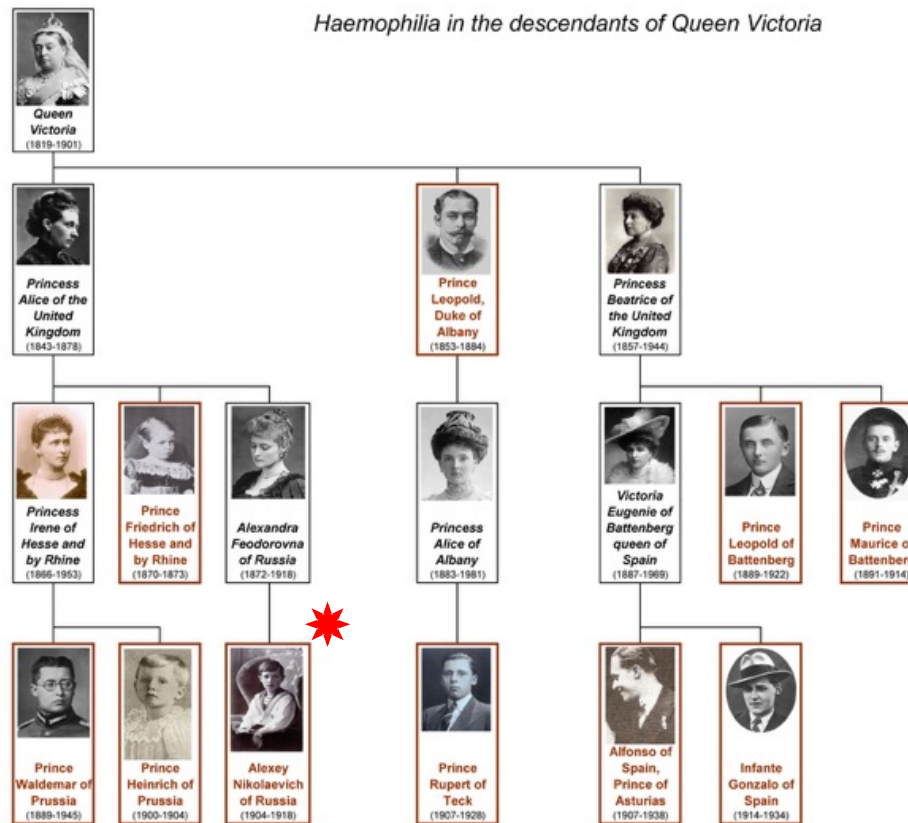 Haemophilia in the descendants of Queen Victoria
Queen
Victoria
(1819-1901)
Princess
Alice of the
United
Kingdom
(1843-1878)
Prince
Leopold,
Duke of
Albany
(1853-1884)
Princess
Beatrice of
the United
Kingdom
(1857-1944)
Princess
Irene of
Hesse and
by Rhine
(1866-1953)
Prince
Friedrich of
Hesse and
by Rhine
(1870-1873)
Alexandra
Feodorovna
of Russia
(1872-1918)
Princess
Alice of
Albany
(1883-1981)
Victoria
Eugenie of
Battenberg
queen of
Spain
(1887-1969)
Prince
Leopold of
Battenberg
(1889-1922)
Prince
Maurice of
Battenberg
(1891-1914)
Prince
Waldemar of
Prussia
(1889-1945)
Prince
Heinrich of
Prussia
(1900-1904)
Alexey
Nikolaevich
of Russia
(1904-1918)
Prince
Rupert of
Teck
(1907-1928)
Alfonso of
Spain,
Prince of
Asturias
(1907-1938)
Infante
Gonzalo of
Spain
(1914-1934)